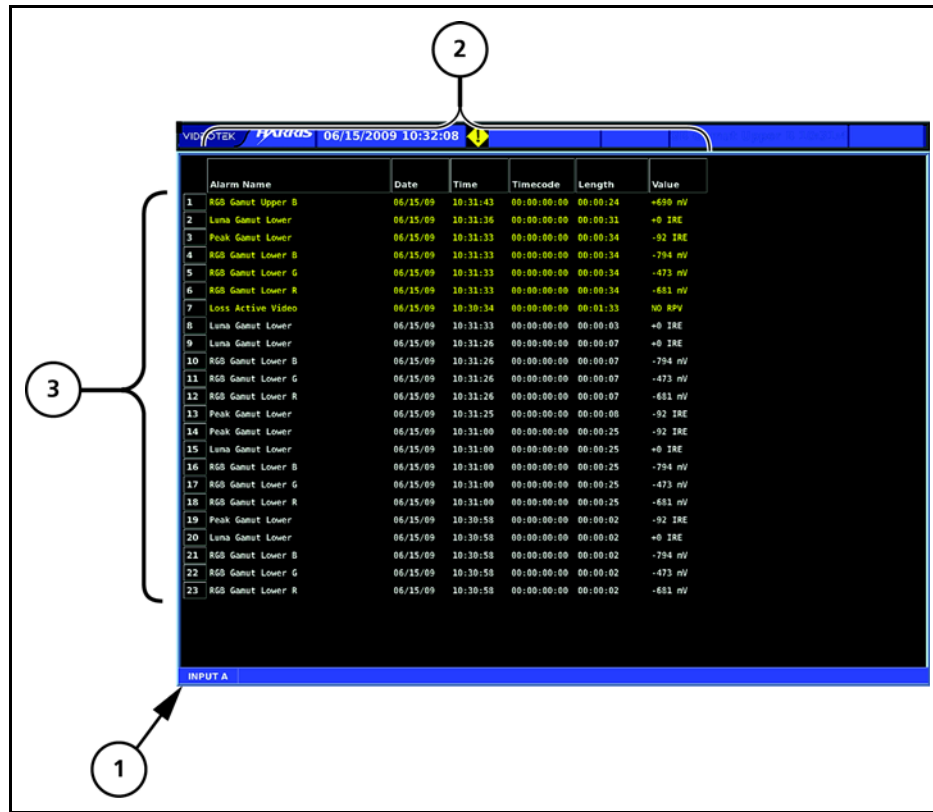 2
VIDEOTEK HARRIS 06/15/2009 10:32:08 !
Alarm Name Date Time Timecode Length Value
1 RGB Gamut Upper B 06/15/09 10:31:43 00:00:00:00 00:00:24 +690 mV
2 Luma Gamut Lower 06/15/09 10:31:36 00:00:00:00 00:00:31 +0 IRE
3 Peak Gamut Lower 06/15/09 10:31:33 00:00:00:00 00:00:34 -92 IRE
4 RGB Gamut Lower B 06/15/09 10:31:33 00:00:00:00 00:00:34 -794 mV
5 RGB Gamut Lower G 06/15/09 10:31:33 00:00:00:00 00:00:34 -473 mV
6 RGB Gamut Lower R 06/15/09 10:31:33 00:00:00:00 00:00:34 -681 mV
7 Loss Active Video 06/15/09 10:30:34 00:00:00:00 00:01:33 NO RPV
8 Luma Gamut Lower 06/15/09 10:31:33 00:00:00:00 00:00:03 +0 IRE
9 Luma Gamut Lower 06/15/09 10:31:26 00:00:00:00 00:00:07 +0 IRE
10 RGB Gamut Lower B 06/15/09 10:31:26 00:00:00:00 00:00:07 -794 mV
11 RGB Gamut Lower G 06/15/09 10:31:26 00:00:00:00 00:00:07 -473 mV
12 RGB Gamut Lower R 06/15/09 10:31:26 00:00:00:00 00:00:07 -681 mV
13 Peak Gamut Lower 06/15/09 10:31:25 00:00:00:00 00:00:08 -92 IRE
14 Peak Gamut Lower 06/15/09 10:31:00 00:00:00:00 00:00:25 -92 IRE
15 Luma Gamut Lower 06/15/09 10:31:00 00:00:00:00 00:00:25 +0 IRE
16 RGB Gamut Lower B 06/15/09 10:31:00 00:00:00:00 00:00:25 -794 mV
17 RGB Gamut Lower G 06/15/09 10:31:00 00:00:00:00 00:00:25 -473 mV
18 RGB Gamut Lower R 06/15/09 10:31:00 00:00:00:00 00:00:25 -681 mV
19 Peak Gamut Lower 06/15/09 10:30:58 00:00:00:00 00:00:02 -92 IRE
20 Luma Gamut Lower 06/15/09 10:30:58 00:00:00:00 00:00:02 +0 IRE
21 RGB Gamut Lower B 06/15/09 10:30:58 00:00:00:00 00:00:02 -794 mV
22 RGB Gamut Lower G 06/15/09 10:30:58 00:00:00:00 00:00:02 -473 mV
23 RGB Gamut Lower R 06/15/09 10:30:58 00:00:00:00 00:00:02 -681 mV
3
INPUT A
1